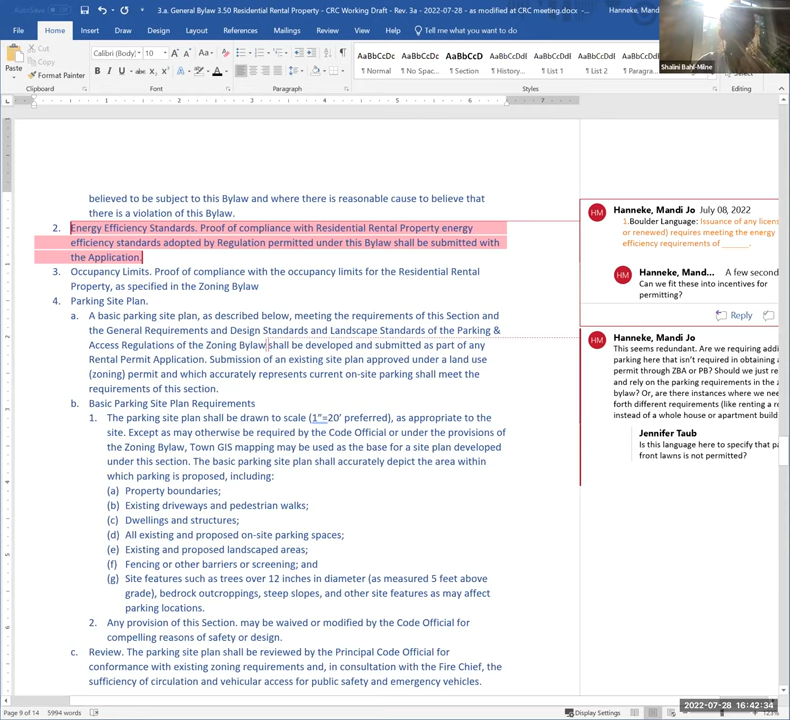 AutoSave Off 3.a. General Bylaw 3.50 Residential Rental Property - CRC Working Draft - Rev. 3a - 2022-07-28 - as modified at CRC meeting.docx - Hanneke, Mandi
File Home Insert Draw Design Layout References Mailings Review View Help Tell me what you want to do
Paste Cut Copy Format Painter Clipboard
Calibri (Body) 10 Font
Paragraph
AaBbCcDc AaBbCcDc AaBbCcD AaBbCcDdI AaBbCcDdI AaBbCcDdI AaBbCcDdI
Normal No Spac... Section History... List 1 List 2 Paragra...
Styles
Editing
Shalini Bahl-Milne
believed to be subject to this Bylaw and where there is reasonable cause to believe that
there is a violation of this Bylaw.
2. Energy Efficiency Standards. Proof of compliance with Residential Rental Property energy
efficiency standards adopted by Regulation permitted under this Bylaw shall be submitted with
the Application.
3. Occupancy Limits. Proof of compliance with the occupancy limits for the Residential Rental
Property, as specified in the Zoning Bylaw
4. Parking Site Plan.
a. A basic parking site plan, as described below, meeting the requirements of this Section and
the General Requirements and Design Standards and Landscape Standards of the Parking &
Access Regulations of the Zoning Bylaw shall be developed and submitted as part of any
Rental Permit Application. Submission of an existing site plan approved under a land use
(zoning) permit and which accurately represents current on-site parking shall meet the
requirements of this section.
b. Basic Parking Site Plan Requirements
1. The parking site plan shall be drawn to scale (1"=20' preferred), as appropriate to the
site. Except as may otherwise be required by the Code Official or under the provisions of
the Zoning Bylaw, Town GIS mapping may be used as the base for a site plan developed
under this section. The basic parking site plan shall accurately depict the area within
which parking is proposed, including:
(a) Property boundaries;
(b) Existing driveways and pedestrian walks;
(c) Dwellings and structures;
(d) All existing and proposed on-site parking spaces;
(e) Existing and proposed landscaped areas;
(f) Fencing or other barriers or screening; and
(g) Site features such as trees over 12 inches in diameter (as measured 5 feet above
grade), bedrock outcroppings, steep slopes, and other site features as may affect
parking locations.
2. Any provision of this Section. may be waived or modified by the Code Official for
compelling reasons of safety or design.
c. Review. The parking site plan shall be reviewed by the Principal Code Official for
conformance with existing zoning requirements and, in consultation with the Fire Chief, the
sufficiency of circulation and vehicular access for public safety and emergency vehicles.
HM Hanneke, Mandi Jo July 08, 2022
1.Boulder Language: Issuance of any licens
or renewed) requires meeting the energy
efficiency requirements of ______.
HM Hanneke, Mand... A few second
Can we fit these into incentives for
permitting?
Reply
HM Hanneke, Mandi Jo
This seems redundant. Are we requiring addi
parking here that isn't required in obtaining a
permit through ZBA or PB? Should we just re
and rely on the parking requirements in the z
bylaw? Or, are there instances where we nee
forth different requirements (like renting a ro
instead of a whole house or apartment build
Jennifer Taub
Is this language here to specify that pa
front lawns is not permitted?
Page 9 of 14 5994 words Display Settings
2022-07-28 16:42:34